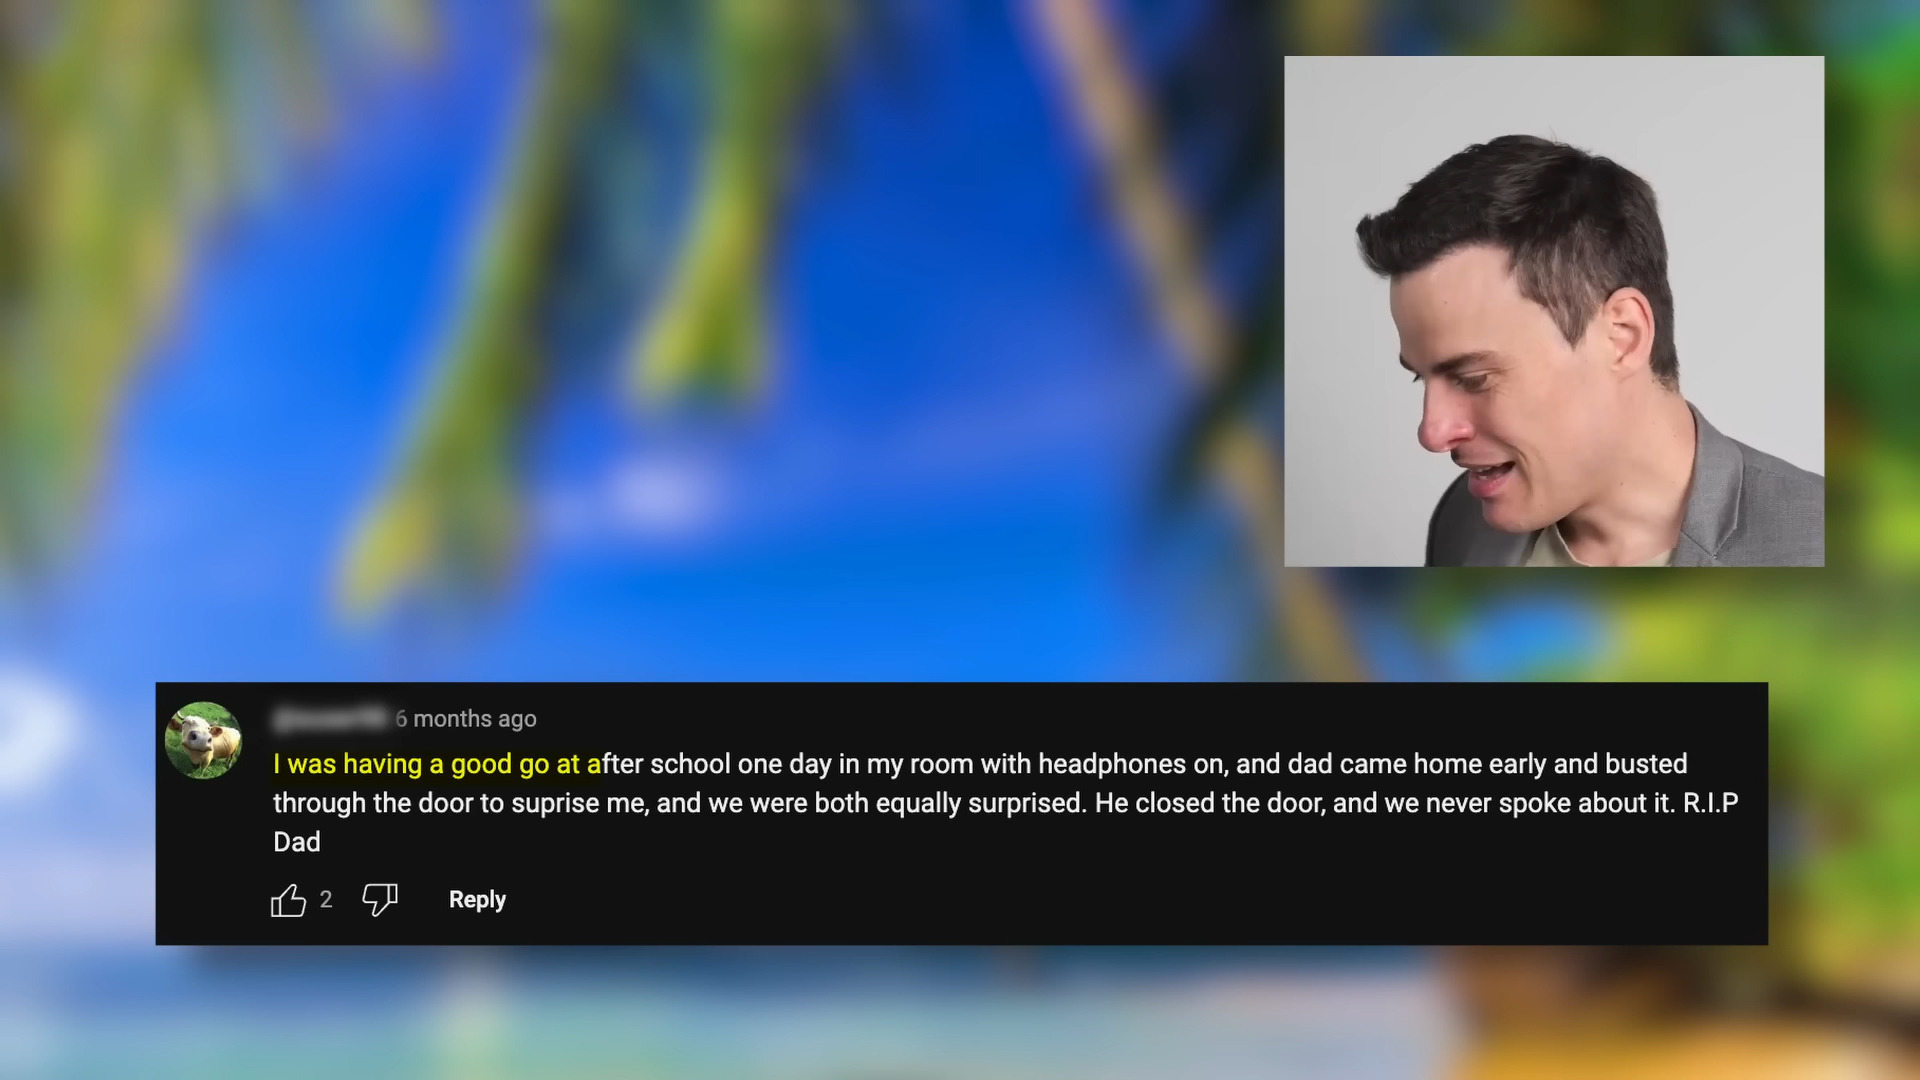 6 months ago
I was having a good go at after school one day in my room with headphones on, and dad came home early and busted
through the door to suprise me, and we were both equally surprised. He closed the door, and we never spoke about it. R.I.P
Dad
2
Reply